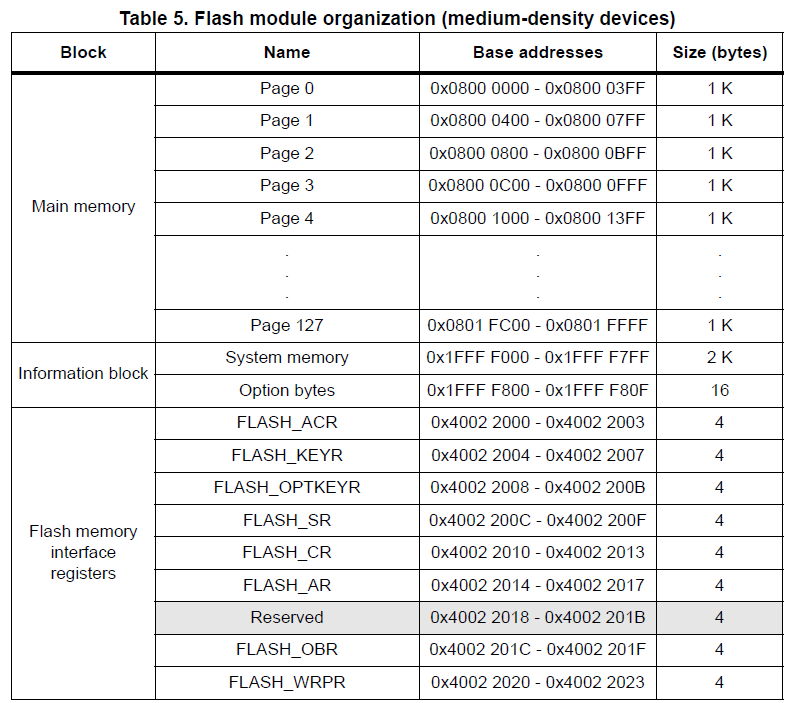 Table 5. Flash module organization (medium-density devices)
Block Name Base addresses Size (bytes)
Main memory
Page 0 0x0800 0000 - 0x0800 03FF 1 K
Page 1 0x0800 0400 - 0x0800 07FF 1 K
Page 2 0x0800 0800 - 0x0800 0BFF 1 K
Page 3 0x0800 0C00 - 0x0800 0FFF 1 K
Page 4 0x0800 1000 - 0x0800 13FF 1 K
. . . .
. . . .
. . . .
Page 127 0x0801 FC00 - 0x0801 FFFF 1 K
Information block
System memory 0x1FFF F000 - 0x1FFF F7FF 2 K
Option bytes 0x1FFF F800 - 0x1FFF F80F 16
Flash memory
interface
registers
FLASH_ACR 0x4002 2000 - 0x4002 2003 4
FLASH_KEYR 0x4002 2004 - 0x4002 2007 4
FLASH_OPTKEYR 0x4002 2008 - 0x4002 200B 4
FLASH_SR 0x4002 200C - 0x4002 200F 4
FLASH_CR 0x4002 2010 - 0x4002 2013 4
FLASH_AR 0x4002 2014 - 0x4002 2017 4
Reserved 0x4002 2018 - 0x4002 201B 4
FLASH_OBR 0x4002 201C - 0x4002 201F 4
FLASH_WRPR 0x4002 2020 - 0x4002 2023 4